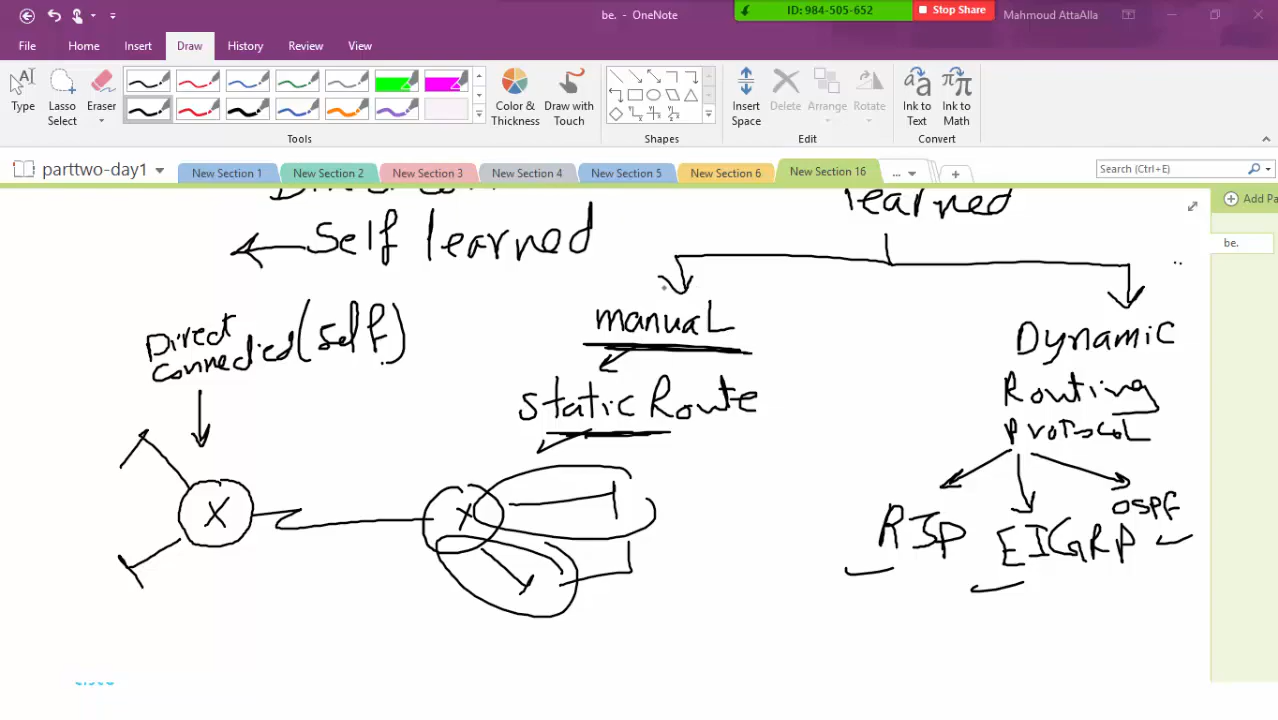 be. - OneNote
ID: 984-505-652
Stop Share
Mahmoud AttaAlla
File
Home
Insert
Draw
History
Review
View
Type
Lasso Select
Eraser
Color & Thickness
Draw with Touch
Insert Space
Delete
Arrange
Rotate
Ink to Text
Ink to Math
Tools
Shapes
Edit
Convert
parttwo-day1
New Section 1
New Section 2
New Section 3
New Section 4
New Section 5
New Section 6
New Section 16
...
Search (Ctrl+E)
Add Pa
be.
learned
Self learned
Direct
connected (self)
manual
Dynamic
static Route
Routing
Protocol
X
X
RIP
EIGRP
OSPF